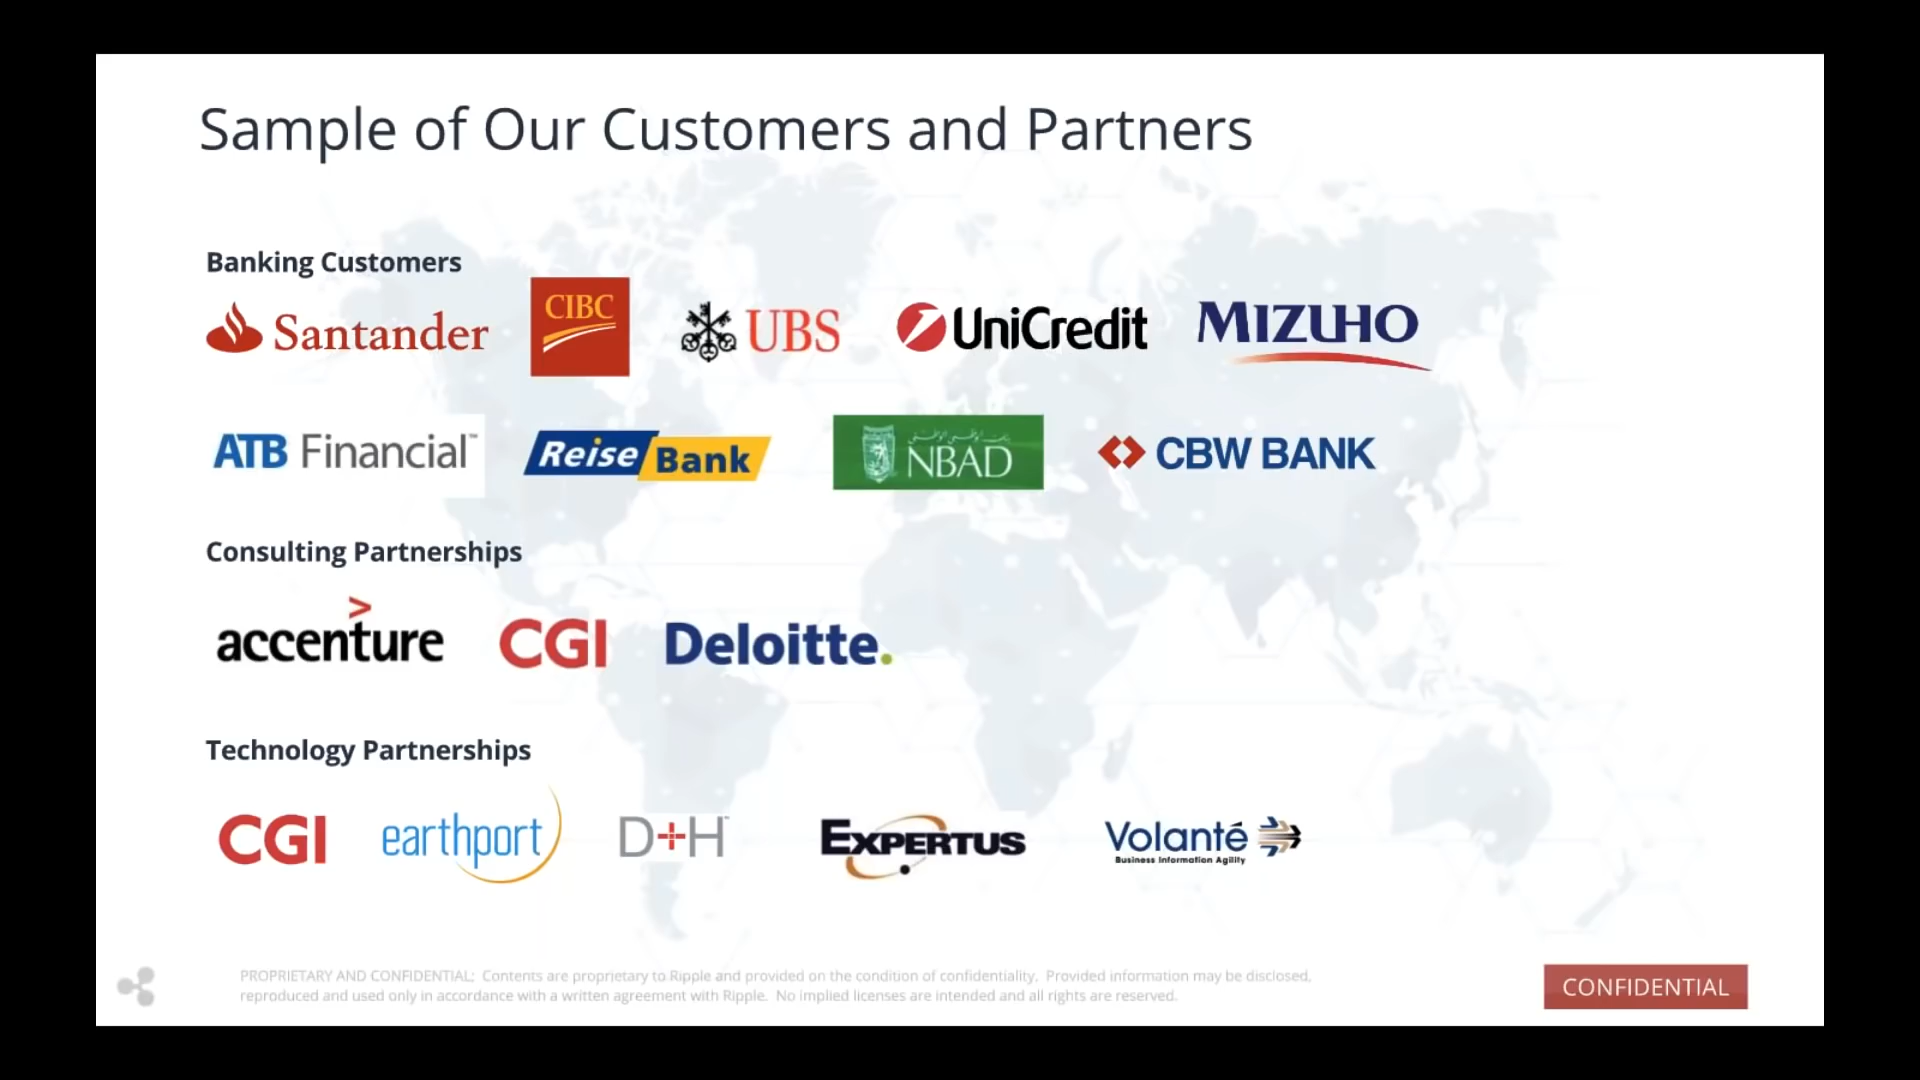 Sample of Our Customers and Partners
Banking Customers
Santander CIBC UBS UniCredit MIZUHO
ATB Financial™ ReiseBank NBAD CBW BANK
Consulting Partnerships
accenture CGI Deloitte.
Technology Partnerships
CGI earthport D+H EXPERTUS Volanté
Business Information Agility
PROPRIETARY AND CONFIDENTIAL: Contents are proprietary to Ripple and provided on the condition of confidentiality. Provided information may be disclosed,
reproduced and used only in accordance with a written agreement with Ripple. No implied licenses are intended and all rights are reserved.
CONFIDENTIAL